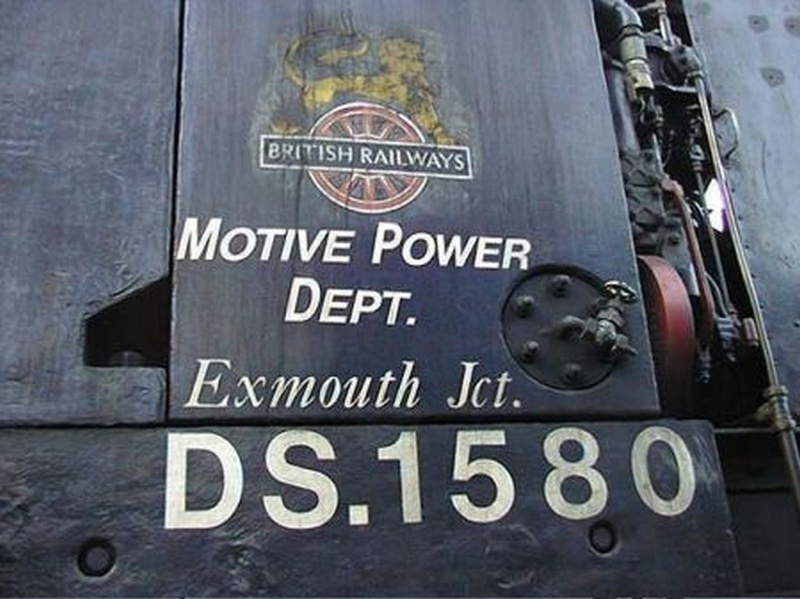 BRITISH RAILWAYS
MOTIVE POWER
DEPT.
Exmouth Jct.
DS.1580